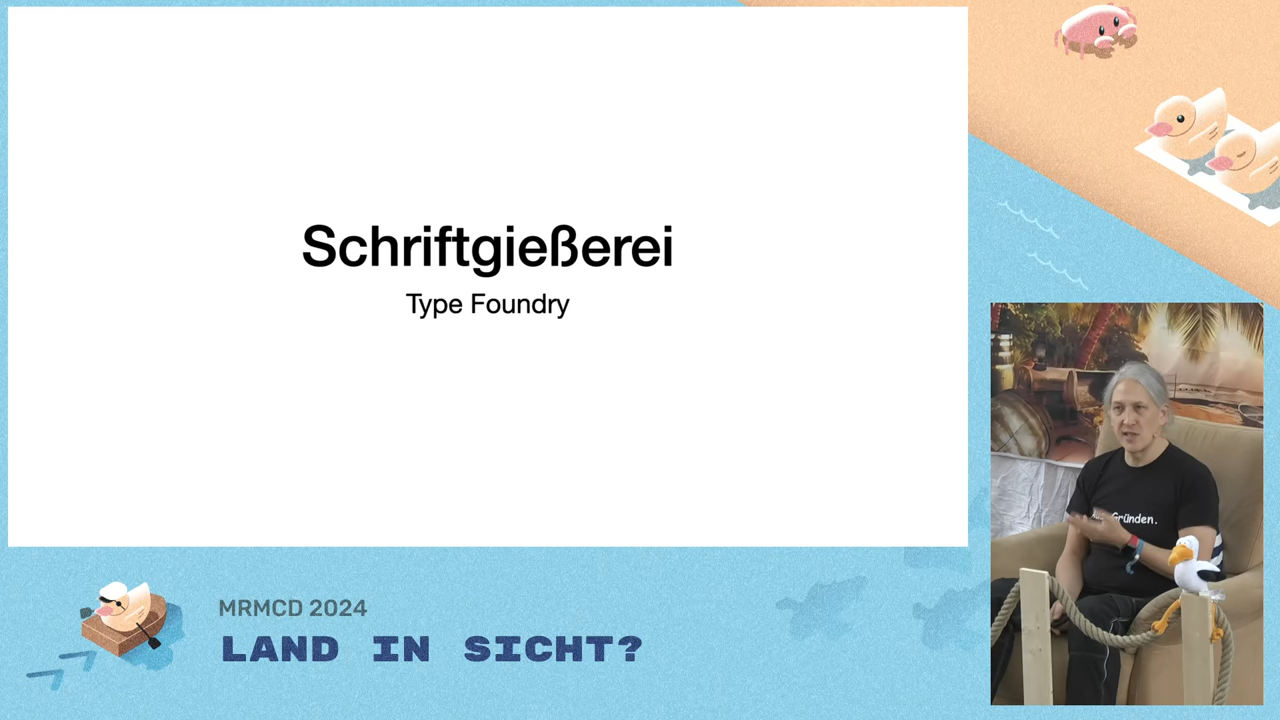 Schriftgießerei
Type Foundry
Gründen.
MRMCD 2024
LAND IN SICHT?